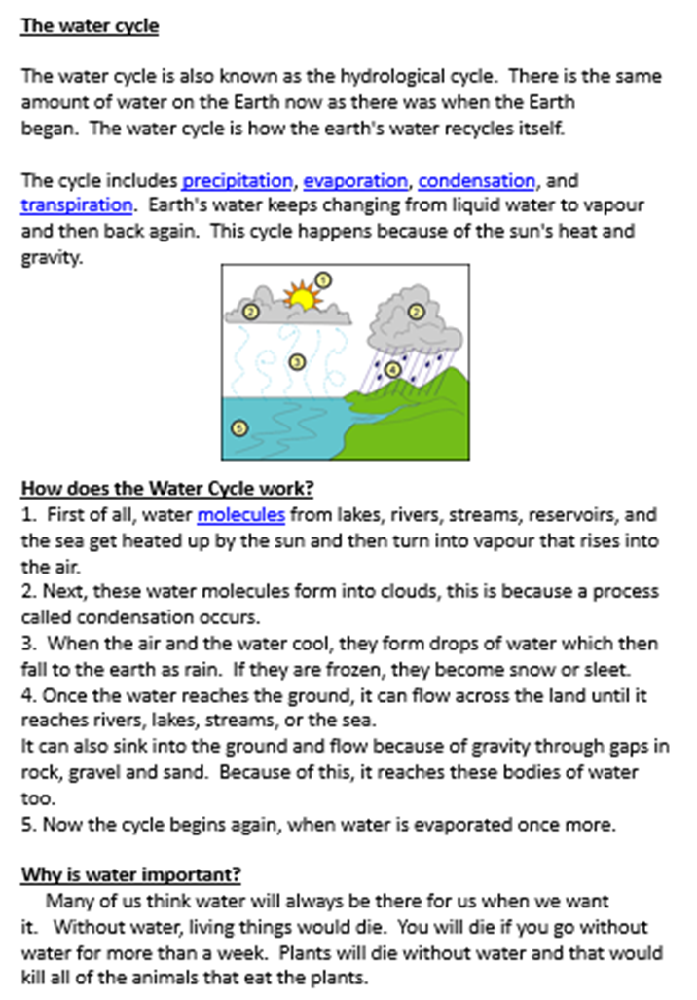 The water cycle
The water cycle is also known as the hydrological cycle.  There is the same
amount of water on the Earth now as there was when the Earth
began.  The water cycle is how the earth's water recycles itself.
The cycle includes precipitation, evaporation, condensation, and
transpiration.  Earth's water keeps changing from liquid water to vapour
and then back again.  This cycle happens because of the sun's heat and
gravity.
1
2
2
3
4
5
How does the Water Cycle work?
1.  First of all, water molecules from lakes, rivers, streams, reservoirs, and
the sea get heated up by the sun and then turn into vapour that rises into
the air.
2. Next, these water molecules form into clouds, this is because a process
called condensation occurs.
3.  When the air and the water cool, they form drops of water which then
fall to the earth as rain.  If they are frozen, they become snow or sleet.
4. Once the water reaches the ground, it can flow across the land until it
reaches rivers, lakes, streams, or the sea.
It can also sink into the ground and flow because of gravity through gaps in
rock, gravel and sand.  Because of this, it reaches these bodies of water
too.
5. Now the cycle begins again, when water is evaporated once more.
Why is water important?
Many of us think water will always be there for us when we want
it.   Without water, living things would die.  You will die if you go without
water for more than a week.  Plants will die without water and that would
kill all of the animals that eat the plants.